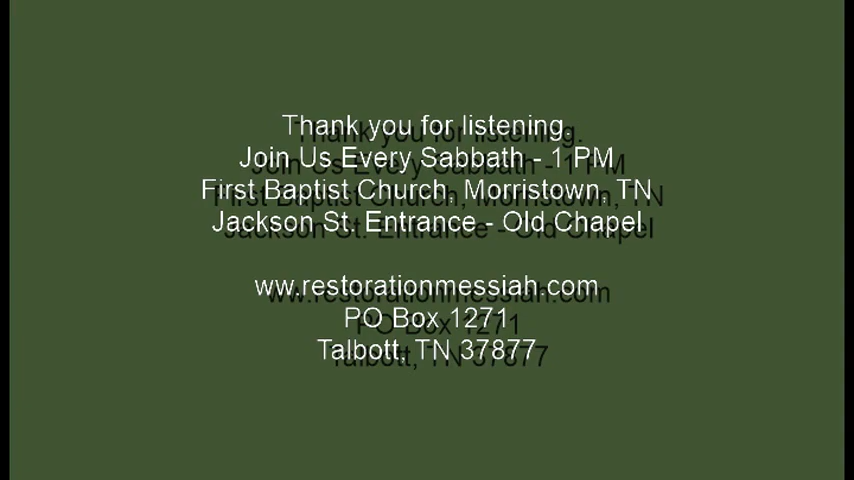 Thank you for listening.
Join Us Every Sabbath - 1 PM
First Baptist Church, Morristown, TN
Jackson St. Entrance - Old Chapel
ww.restorationmessiah.com
PO Box 1271
Talbott, TN 37877